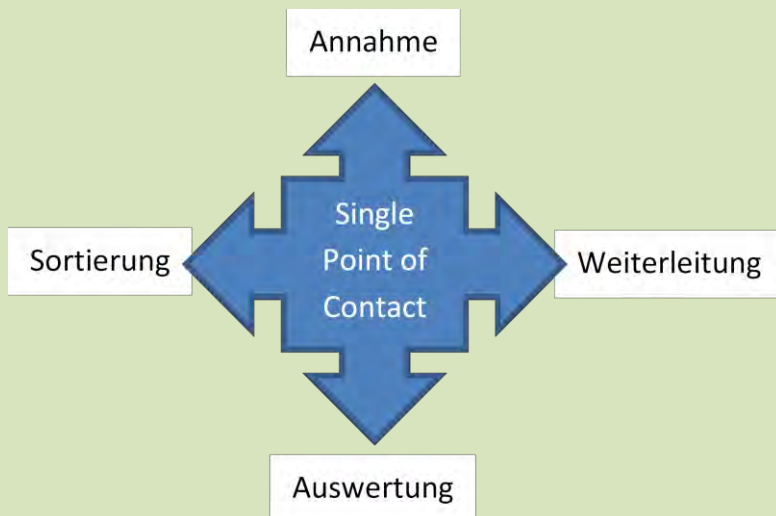 Annahme
Single
Sortierung
Point of
Weiterleitung
Contact
Auswertung